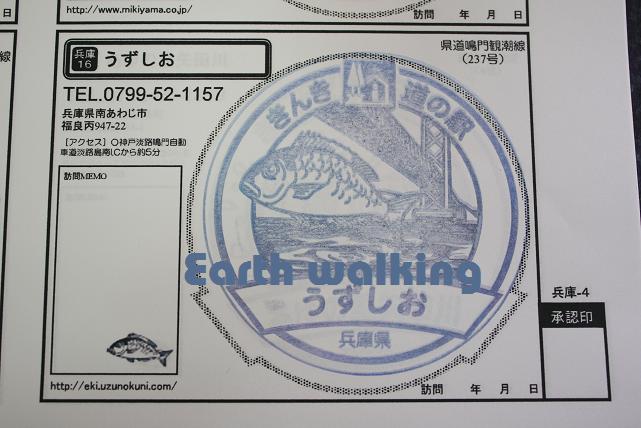 http://www.mikiyama.co.jp/
訪問 年 月 日
兵庫
16
うずしお
県道鳴門観潮線
(237号)
TEL.0799-52-1157
兵庫県南あわじ市
福良丙947-22
[アクセス] ○神戸淡路鳴門自動
車道淡路島南ICから約5分
訪問MEMO
きんき 道の駅
Earth walking
うずしお
兵庫県
兵庫-4
承認印
http://eki.uzunokuni.com/
訪問 年 月 日
線